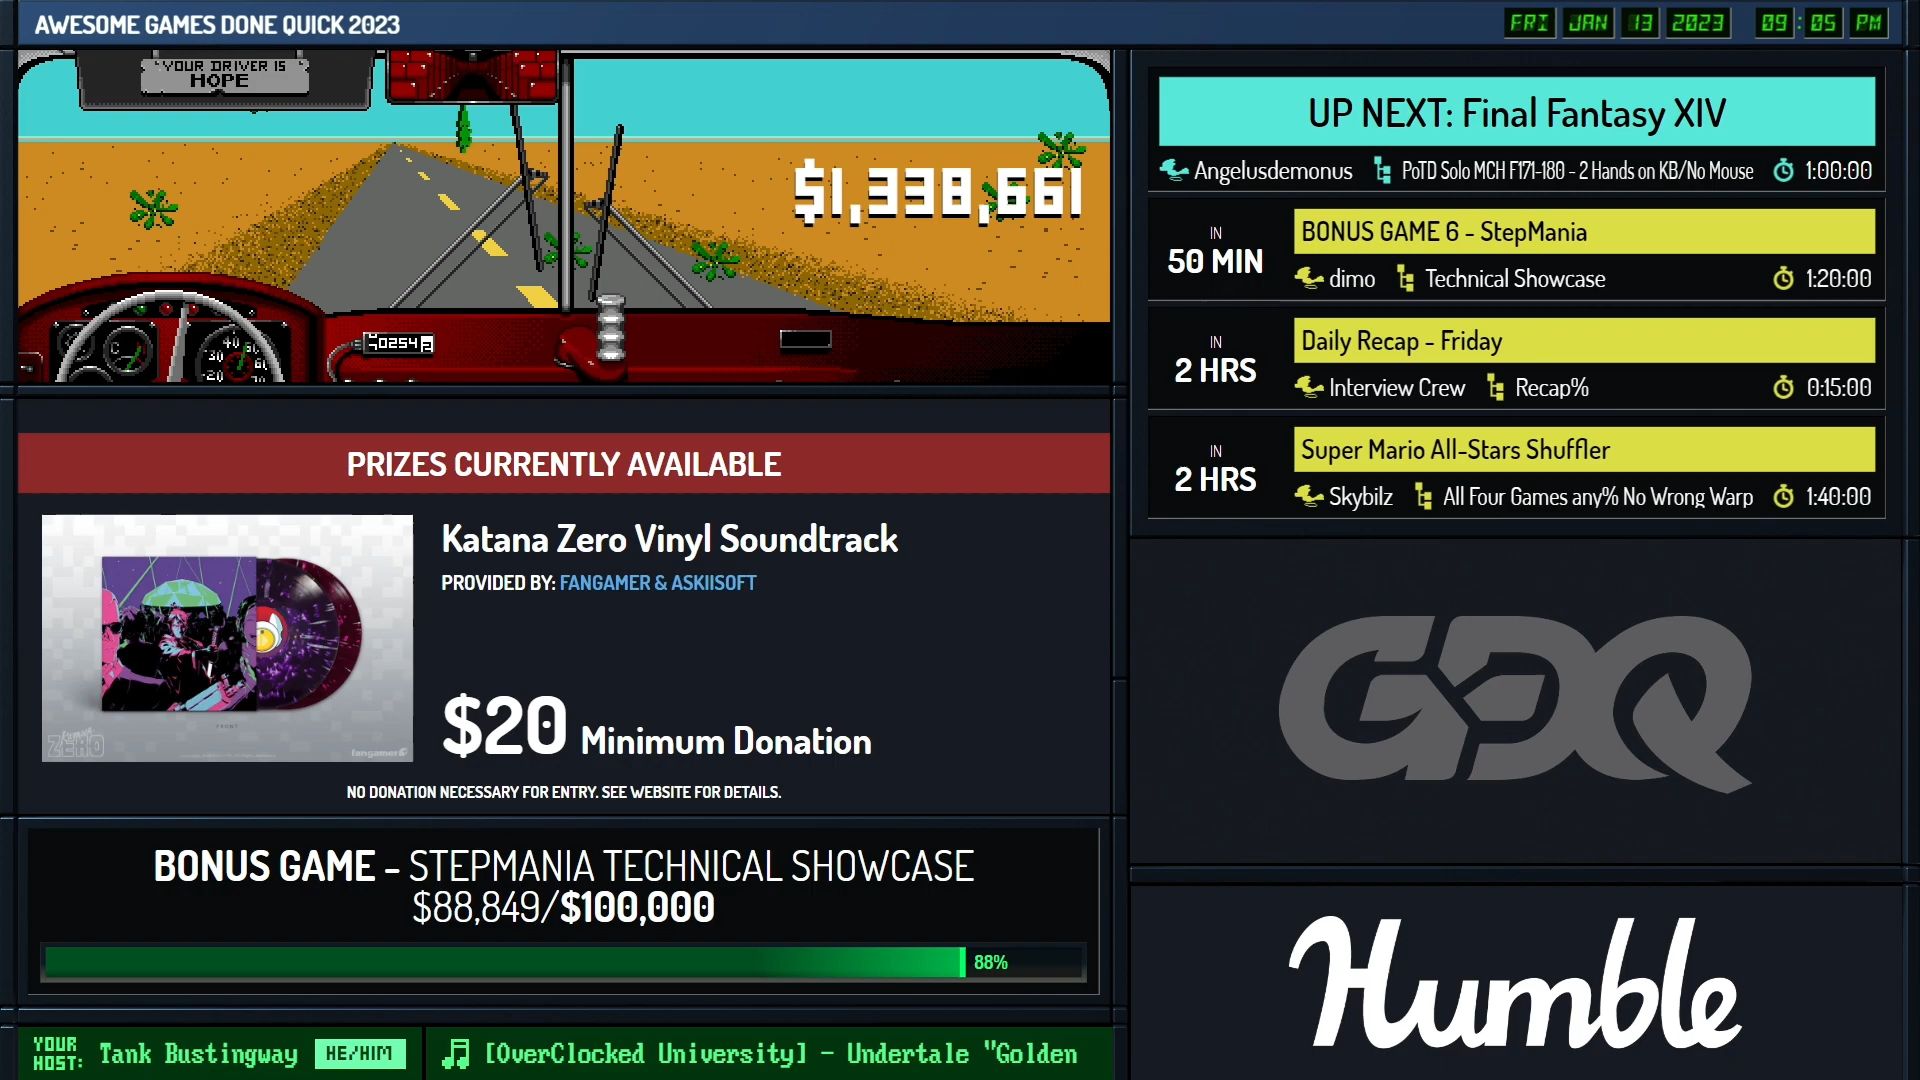 AWESOME GAMES DONE QUICK 2023
FRI JAN 13 2023 09:05 PM
YOUR DRIVER IS
HOPE
$1,338,661
PRIZES CURRENTLY AVAILABLE
Katana Zero Vinyl Soundtrack
PROVIDED BY: FANGAMER & ASKIISOFT
$20 Minimum Donation
ZERO
fangamer
NO DONATION NECESSARY FOR ENTRY. SEE WEBSITE FOR DETAILS.
BONUS GAME - STEPMANIA TECHNICAL SHOWCASE
$88,849/$100,000
88%
YOUR HOST: Tank Bustingway HE/HIM
[OverClocked University] - Undertale "Golden
UP NEXT: Final Fantasy XIV
Angelusdemonus PoTD Solo MCH F171-180 - 2 Hands on KB/No Mouse 1:00:00
IN 50 MIN
BONUS GAME 6 - StepMania
dimo Technical Showcase 1:20:00
IN 2 HRS
Daily Recap - Friday
Interview Crew Recap% 0:15:00
IN 2 HRS
Super Mario All-Stars Shuffler
Skybilz All Four Games any% No Wrong Warp 1:40:00
GDQ
Humble